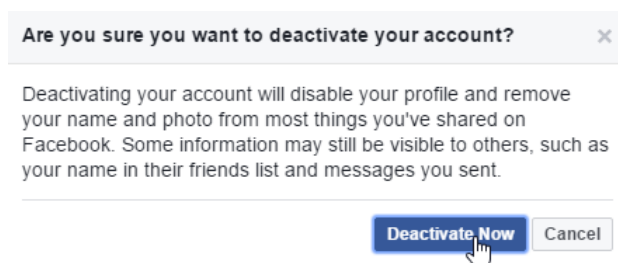 Are you sure you want to deactivate your account?
Deactivating your account will disable your profile and remove
your name and photo from most things you've shared on
Facebook. Some information may still be visible to others, such as
your name in their friends list and messages you sent.
Deactivate Now Cancel